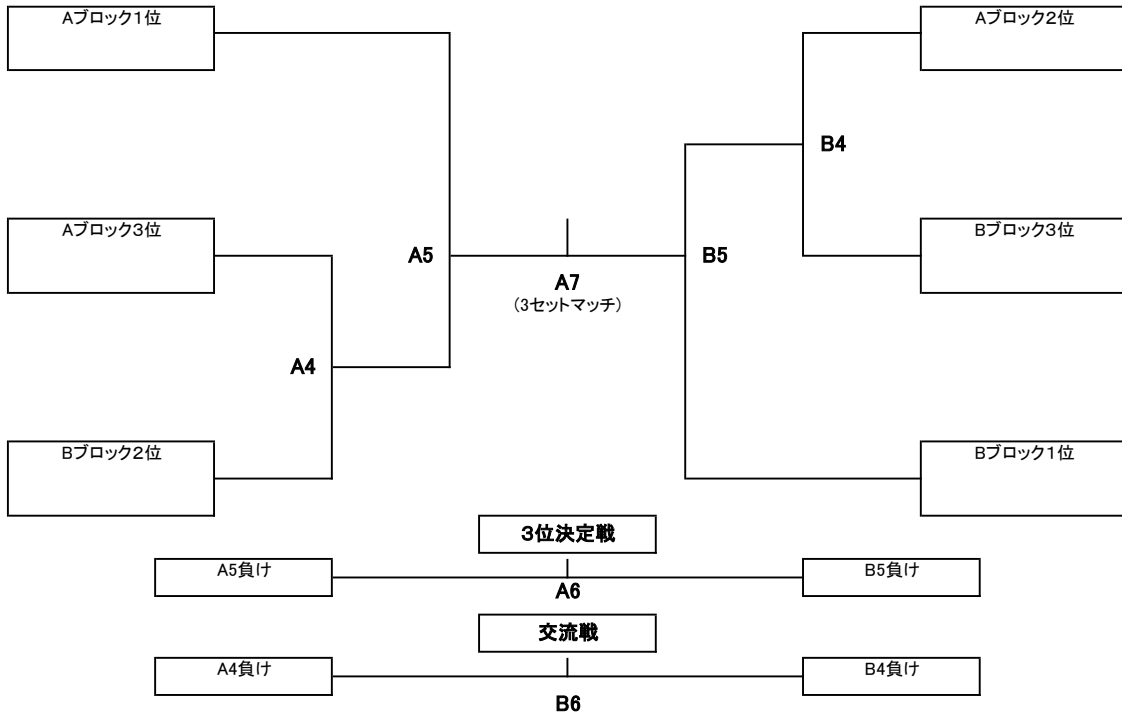 Aブロック1位
Aブロック2位
B4
Aブロック3位
Bブロック3位
A5
B5
A7
(3セットマッチ)
A4
Bブロック2位
Bブロック1位
3位決定戦
A5負け
B5負け
A6
交流戦
A4負け
B4負け
B6